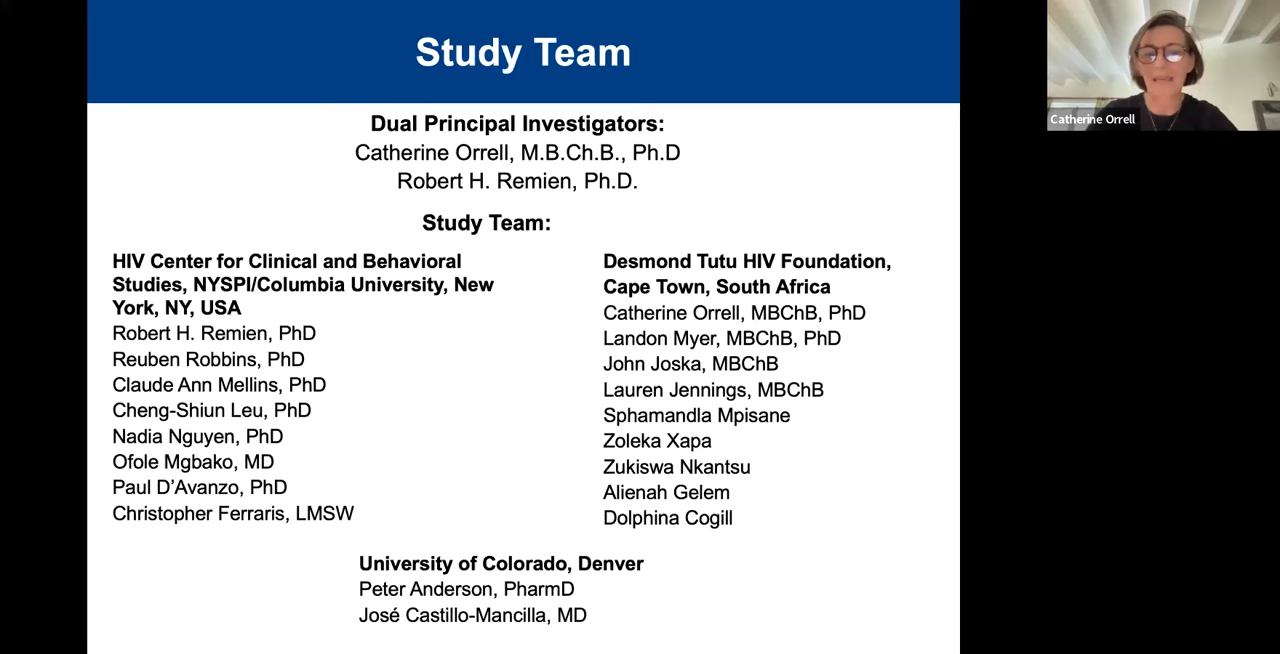 Study Team
Dual Principal Investigators:
Catherine Orrell, M.B.Ch.B., Ph.D
Robert H. Remien, Ph.D.
Study Team:
HIV Center for Clinical and Behavioral
Studies, NYSPI/Columbia University, New
York, NY, USA
Robert H. Remien, PhD
Reuben Robbins, PhD
Claude Ann Mellins, PhD
Cheng-Shiun Leu, PhD
Nadia Nguyen, PhD
Ofole Mgbako, MD
Paul D’Avanzo, PhD
Christopher Ferraris, LMSW
Desmond Tutu HIV Foundation,
Cape Town, South Africa
Catherine Orrell, MBChB, PhD
Landon Myer, MBChB, PhD
John Joska, MBChB
Lauren Jennings, MBChB
Sphamandla Mpisane
Zoleka Xapa
Zukiswa Nkantsu
Alienah Gelem
Dolphina Cogill
University of Colorado, Denver
Peter Anderson, PharmD
José Castillo-Mancilla, MD
Catherine Orrell